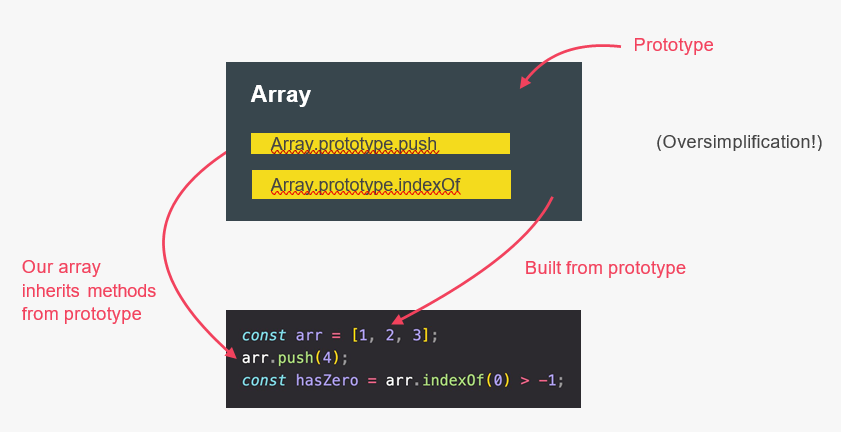 Prototype
Array
Array.prototype.push
(Oversimplification!)
Array.prototype.indexOf
Our array
inherits methods
from prototype
Built from prototype
const arr = [1, 2, 3];
arr.push(4);
const hasZero = arr.indexOf(0) > -1;